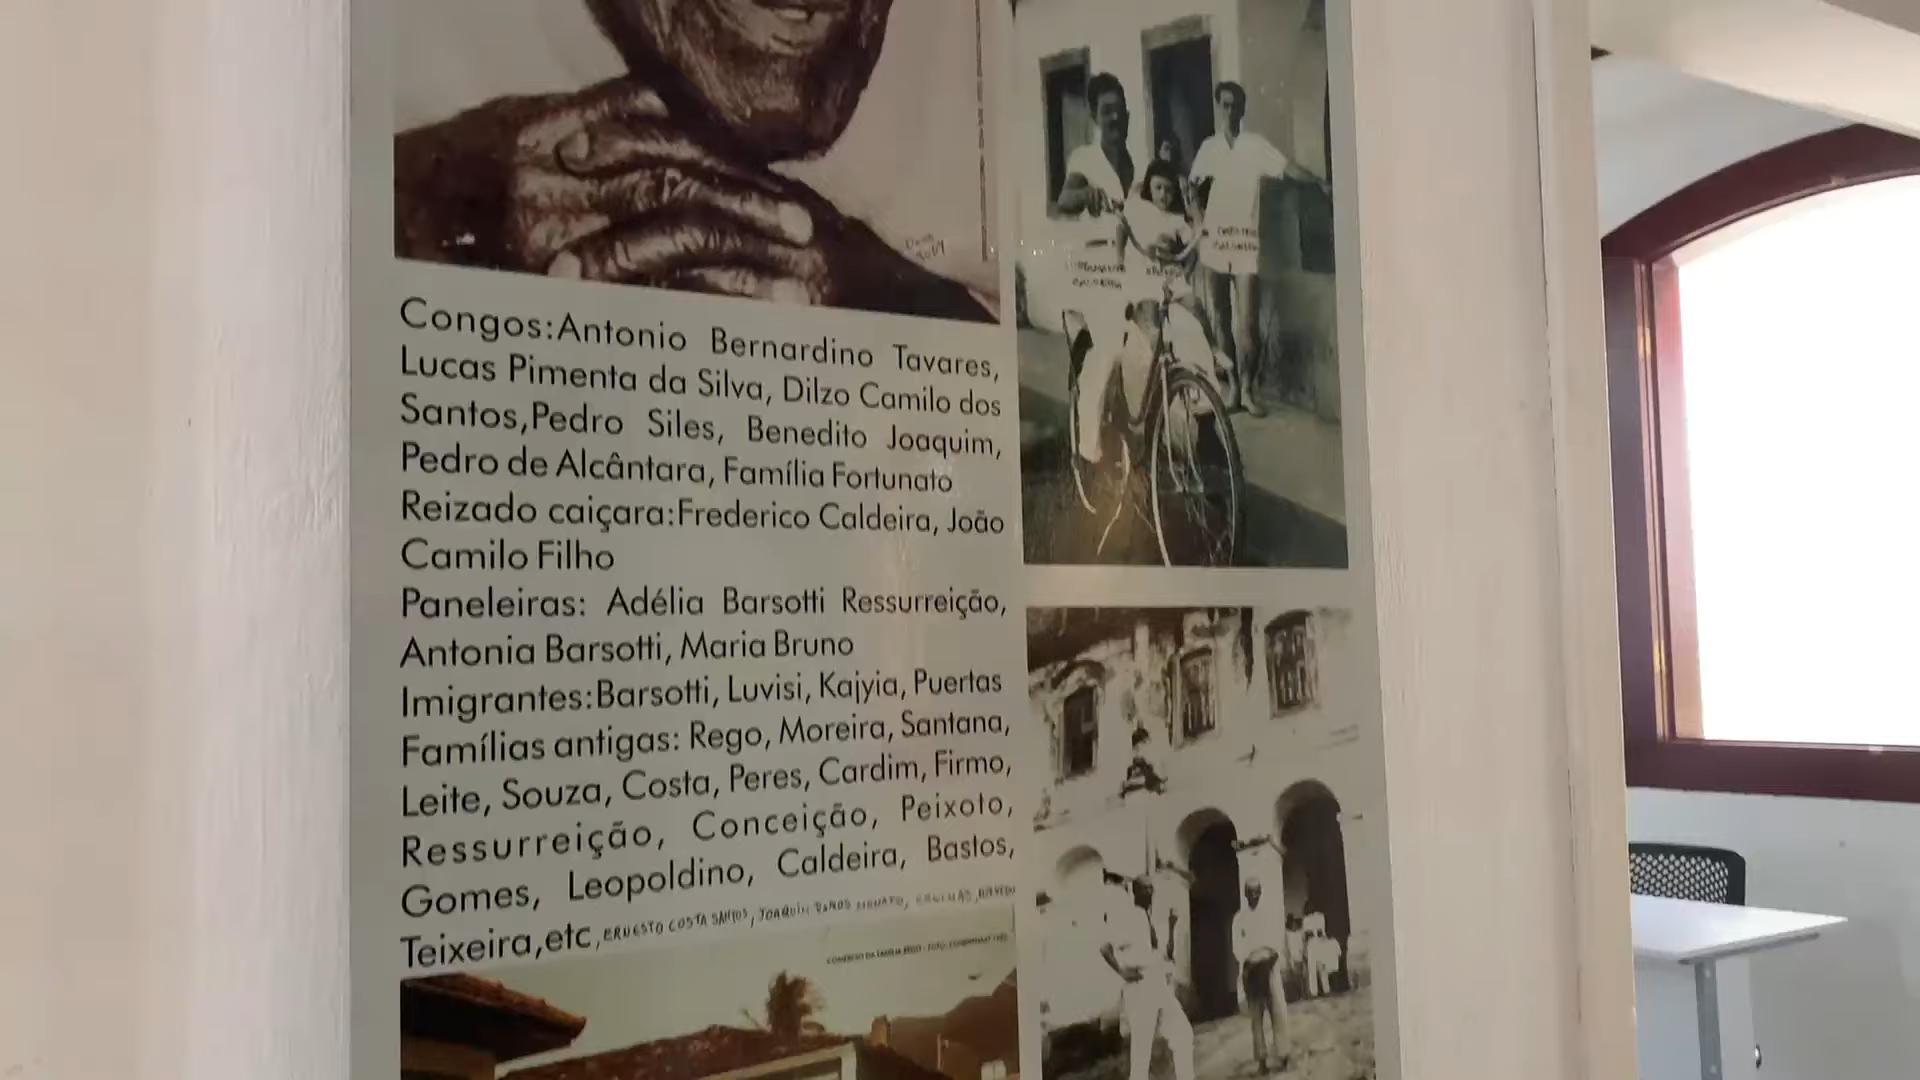 Congos:Antonio Bernardino Tavares,
Lucas Pimenta da Silva, Dilzo Camilo dos
Santos,Pedro Siles, Benedito Joaquim,
Pedro de Alcântara, Família Fortunato
Reizado caiçara:Frederico Caldeira, João
Camilo Filho
Paneleiras: Adélia Barsotti Ressurreição,
Antonia Barsotti, Maria Bruno
Imigrantes:Barsotti, Luvisi, Kajyia, Puertas
Famílias antigas: Rego, Moreira, Santana,
Leite, Souza, Costa, Peres, Cardim, Firmo,
Ressurreição, Conceição, Peixoto,
Gomes, Leopoldino, Caldeira, Bastos,
Teixeira,etc,ERNESTO COSTA SANTOS, JOAQUIM